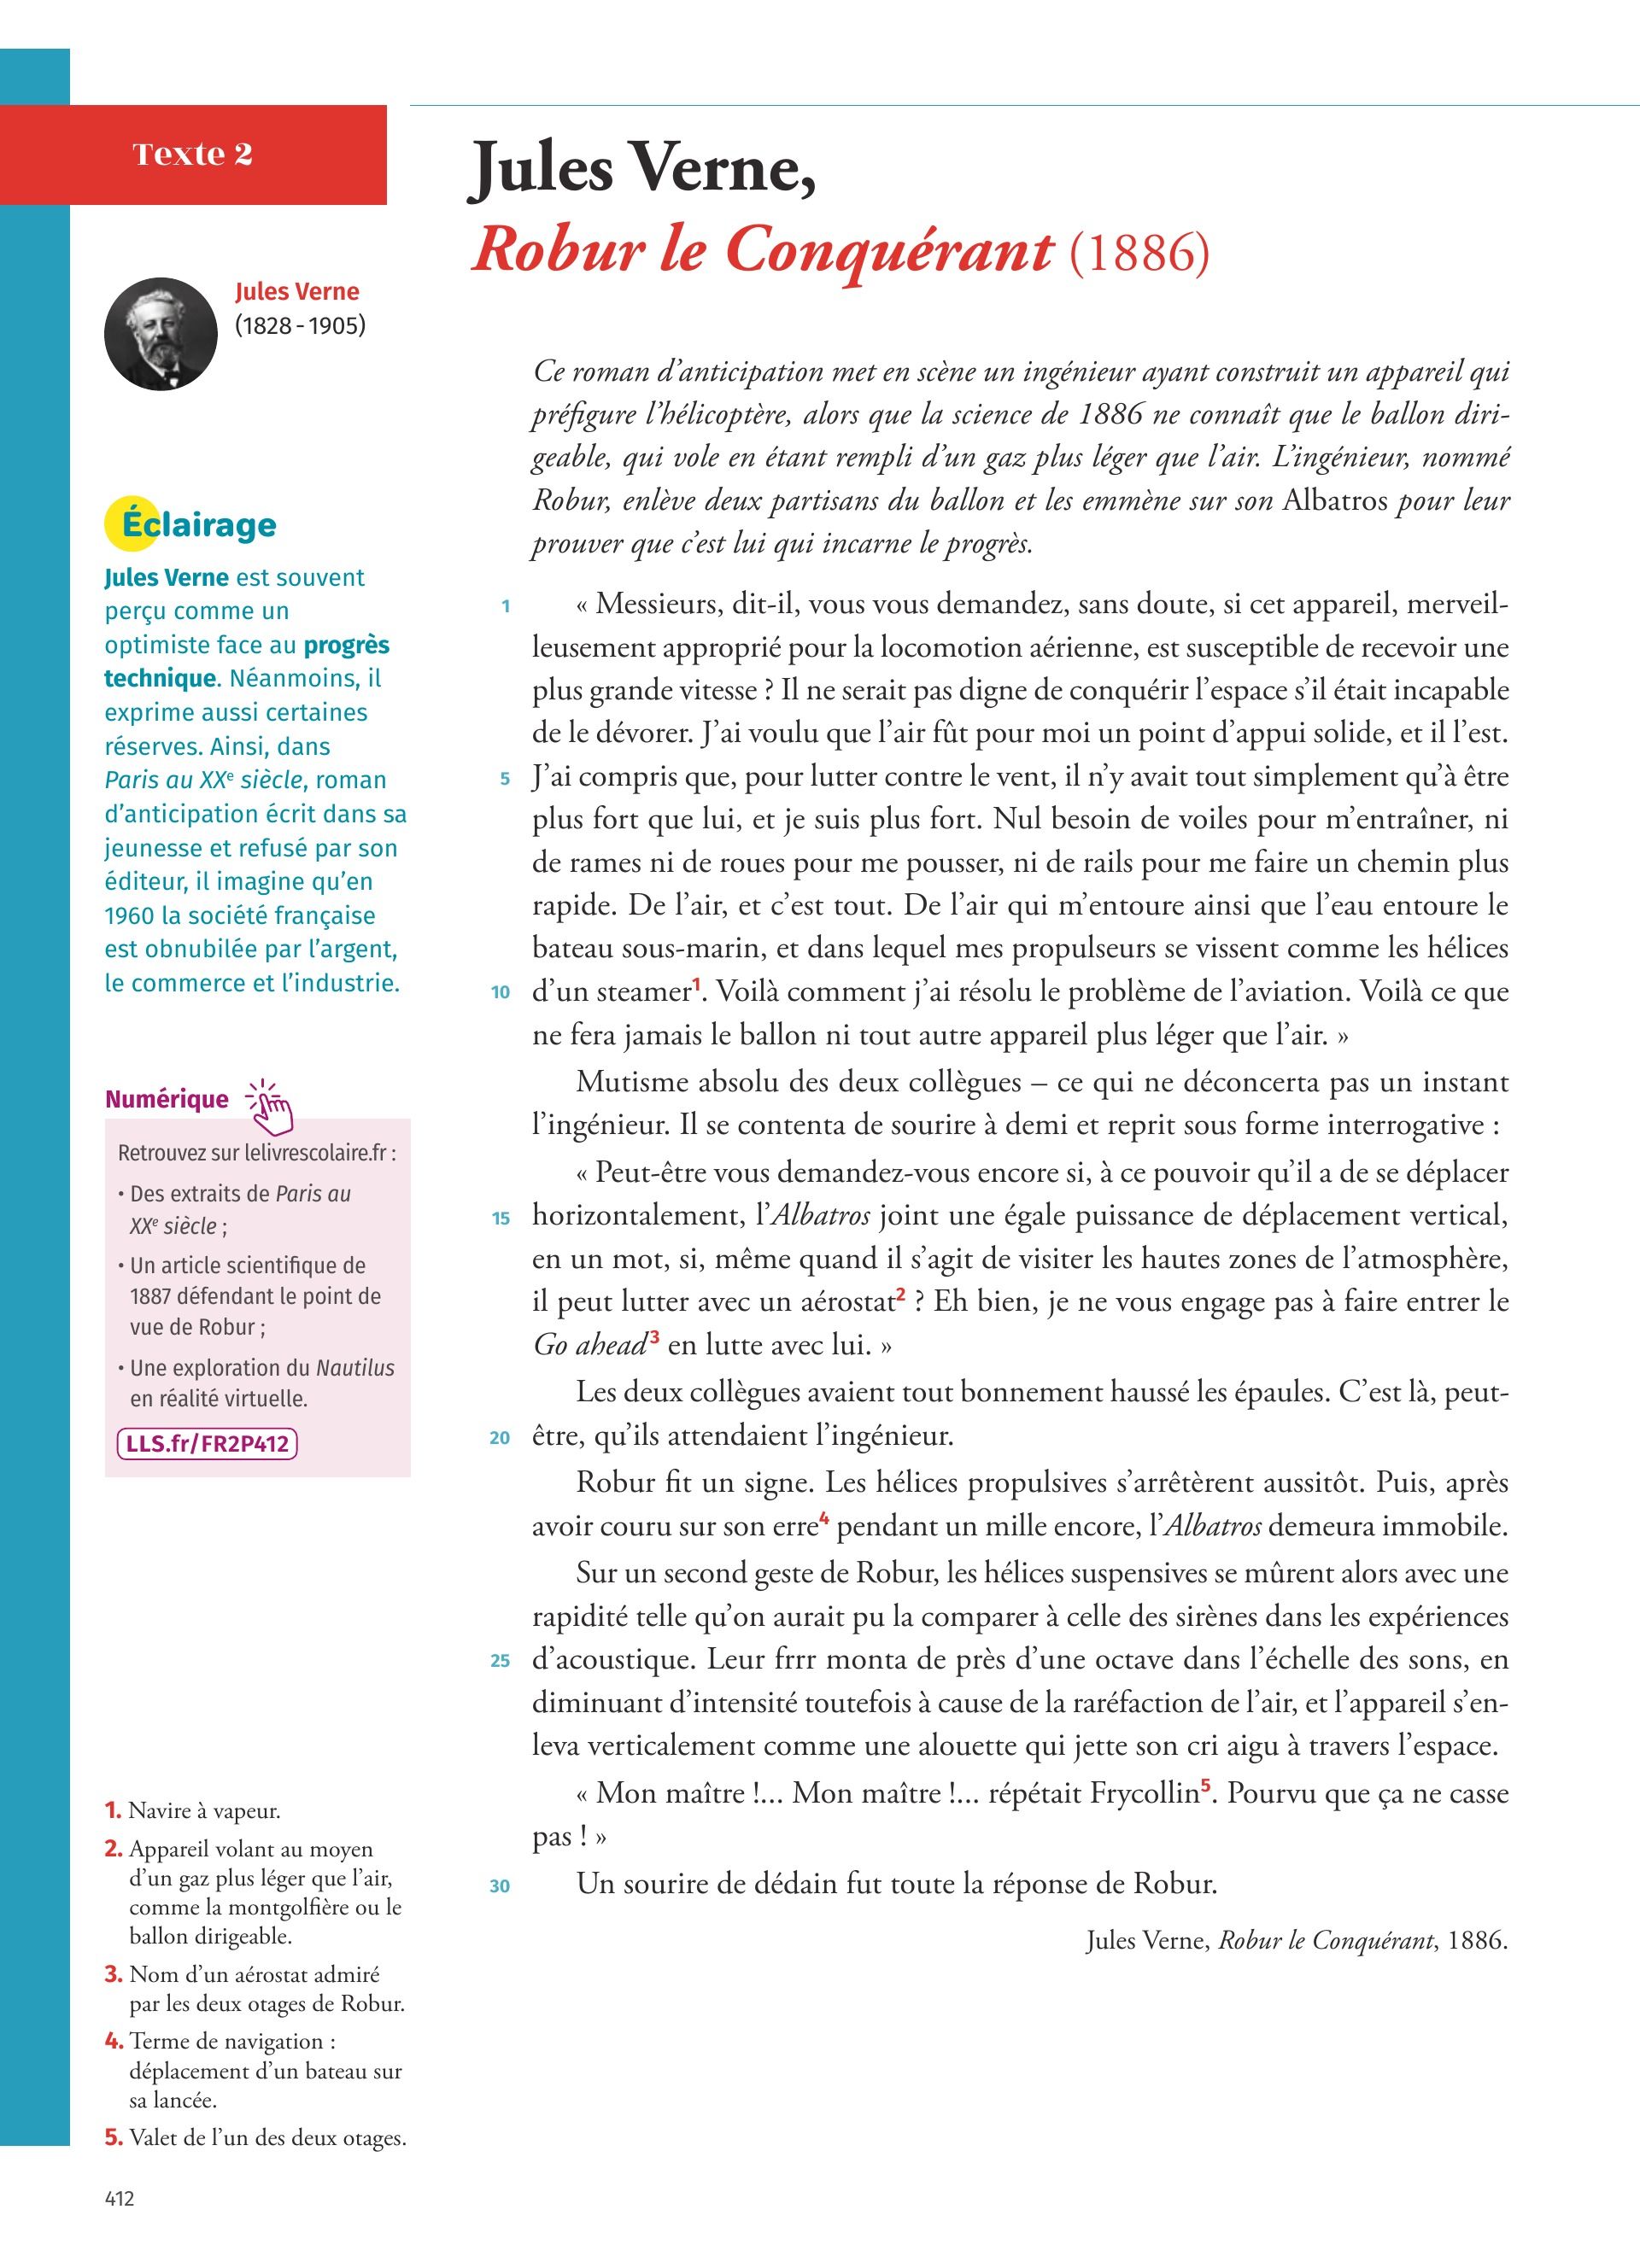 Texte 2
Jules Verne,
Robur le Conquérant (1886)
Jules Verne
(1828 - 1905)
Éclairage
Jules Verne est souvent
perçu comme un
optimiste face au progrès
technique. Néanmoins, il
exprime aussi certaines
réserves. Ainsi, dans
Paris au XXe siècle, roman
d’anticipation écrit dans sa
jeunesse et refusé par son
éditeur, il imagine qu’en
1960 la société française
est obnubilée par l’argent,
le commerce et l’industrie.
Numérique
Retrouvez sur lelivrescolaire.fr :
• Des extraits de Paris au
XXe siècle ;
• Un article scientifique de
1887 défendant le point de
vue de Robur ;
• Une exploration du Nautilus
en réalité virtuelle.
LLS.fr/FR2P412
Ce roman d’anticipation met en scène un ingénieur ayant construit un appareil qui
préfigure l’hélicoptère, alors que la science de 1886 ne connaît que le ballon diri-
geable, qui vole en étant rempli d’un gaz plus léger que l’air. L’ingénieur, nommé
Robur, enlève deux partisans du ballon et les emmène sur son Albatros pour leur
prouver que c’est lui qui incarne le progrès.
1 « Messieurs, dit-il, vous vous demandez, sans doute, si cet appareil, merveil-
leusement approprié pour la locomotion aérienne, est susceptible de recevoir une
plus grande vitesse ? Il ne serait pas digne de conquérir l’espace s’il était incapable
de le dévorer. J’ai voulu que l’air fût pour moi un point d’appui solide, et il l’est.
5 J’ai compris que, pour lutter contre le vent, il n’y avait tout simplement qu’à être
plus fort que lui, et je suis plus fort. Nul besoin de voiles pour m’entraîner, ni
de rames ni de roues pour me pousser, ni de rails pour me faire un chemin plus
rapide. De l’air, et c’est tout. De l’air qui m’entoure ainsi que l’eau entoure le
bateau sous-marin, et dans lequel mes propulseurs se vissent comme les hélices
10 d’un steamer1. Voilà comment j’ai résolu le problème de l’aviation. Voilà ce que
ne fera jamais le ballon ni tout autre appareil plus léger que l’air. »
Mutisme absolu des deux collègues – ce qui ne déconcerta pas un instant
l’ingénieur. Il se contenta de sourire à demi et reprit sous forme interrogative :
« Peut-être vous demandez-vous encore si, à ce pouvoir qu’il a de se déplacer
15 horizontalement, l’Albatros joint une égale puissance de déplacement vertical,
en un mot, si, même quand il s’agit de visiter les hautes zones de l’atmosphère,
il peut lutter avec un aérostat2 ? Eh bien, je ne vous engage pas à faire entrer le
Go ahead3 en lutte avec lui. »
Les deux collègues avaient tout bonnement haussé les épaules. C’est là, peut-
20 être, qu’ils attendaient l’ingénieur.
Robur fit un signe. Les hélices propulsives s’arrêtèrent aussitôt. Puis, après
avoir couru sur son erre4 pendant un mille encore, l’Albatros demeura immobile.
Sur un second geste de Robur, les hélices suspensives se mûrent alors avec une
rapidité telle qu’on aurait pu la comparer à celle des sirènes dans les expériences
25 d’acoustique. Leur frrr monta de près d’une octave dans l’échelle des sons, en
diminuant d’intensité toutefois à cause de la raréfaction de l’air, et l’appareil s’en-
leva verticalement comme une alouette qui jette son cri aigu à travers l’espace.
« Mon maître !... Mon maître !... répétait Frycollin5. Pourvu que ça ne casse
pas ! »
30 Un sourire de dédain fut toute la réponse de Robur.
Jules Verne, Robur le Conquérant, 1886.
1. Navire à vapeur.
2. Appareil volant au moyen
d’un gaz plus léger que l’air,
comme la montgolfière ou le
ballon dirigeable.
3. Nom d’un aérostat admiré
par les deux otages de Robur.
4. Terme de navigation :
déplacement d’un bateau sur
sa lancée.
5. Valet de l’un des deux otages.
412